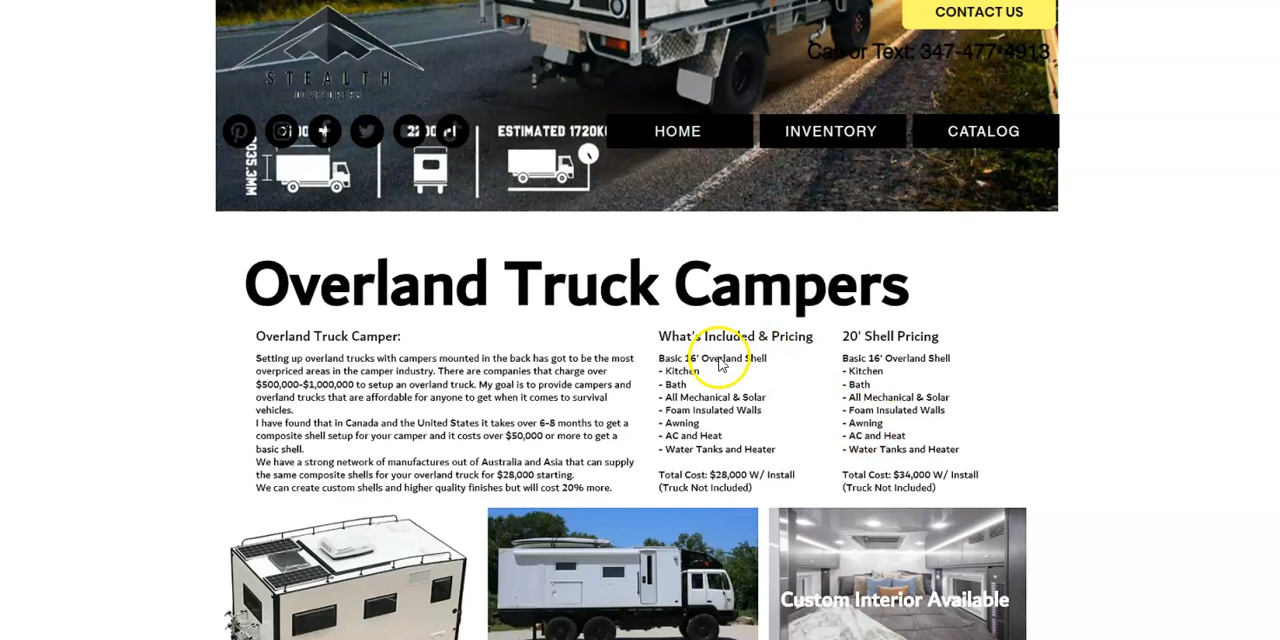 CONTACT US
Call or Text: 347-477-4913
STEALTH
HOME
INVENTORY
CATALOG
ESTIMATED 1720K
Overland Truck Campers
Overland Truck Camper:
Setting up overland trucks with campers mounted in the back has got to be the most
overpriced areas in the camper industry. There are companies that charge over
$500,000-$1,000,000 to setup an overland truck. My goal is to provide campers and
overland trucks that are affordable for anyone to get when it comes to survival
vehicles.
I have found that in Canada and the United States it takes over 6-8 months to get a
composite shell setup for your camper and it costs over $50,000 or more to get a
basic shell.
We have a strong network of manufactures out of Australia and Asia that can supply
the same composite shells for your overland truck for $28,000 starting.
We can create custom shells and higher quality finishes but will cost 20% more.
What's Included & Pricing
Basic 16' Overland Shell
- Kitchen
- Bath
- All Mechanical & Solar
- Foam Insulated Walls
- Awning
- AC and Heat
- Water Tanks and Heater
Total Cost: $28,000 W/ Install
(Truck Not Included)
20' Shell Pricing
Basic 16' Overland Shell
- Kitchen
- Bath
- All Mechanical & Solar
- Foam Insulated Walls
- Awning
- AC and Heat
- Water Tanks and Heater
Total Cost: $34,000 W/ Install
(Truck Not Included)
Custom Interior Available